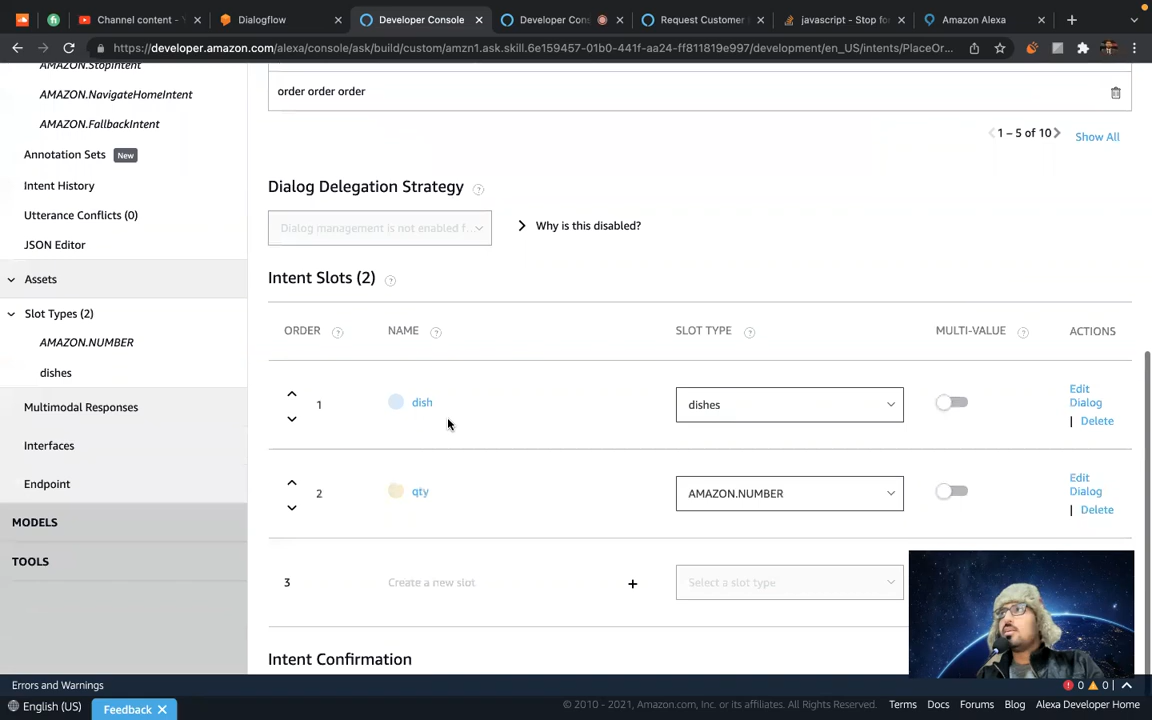 Channel content - Y
Dialogflow
Developer Console
Developer Cons
Request Customer
javascript - Stop for
Amazon Alexa
https://developer.amazon.com/alexa/console/ask/build/custom/amzn1.ask.skill.6e159457-01b0-441f-aa24-ff811819e997/development/en_US/intents/PlaceOr...
AMAZON.StopIntent
AMAZON.NavigateHomeIntent
AMAZON.FallbackIntent
Annotation Sets New
Intent History
Utterance Conflicts (0)
JSON Editor
Assets
Slot Types (2)
AMAZON.NUMBER
dishes
Multimodal Responses
Interfaces
Endpoint
MODELS
TOOLS
order order order
1 – 5 of 10 Show All
Dialog Delegation Strategy ?
Dialog management is not enabled f... Why is this disabled?
Intent Slots (2) ?
ORDER ? NAME ? SLOT TYPE ? MULTI-VALUE ? ACTIONS
1 dish dishes Edit
Dialog
| Delete
2 qty AMAZON.NUMBER Edit
Dialog
| Delete
3 Create a new slot + Select a slot type
Intent Confirmation
Errors and Warnings 0 0 |
English (US) Feedback © 2010 - 2021, Amazon.com, Inc. or its affiliates. All Rights Reserved. Terms Docs Forums Blog Alexa Developer Home